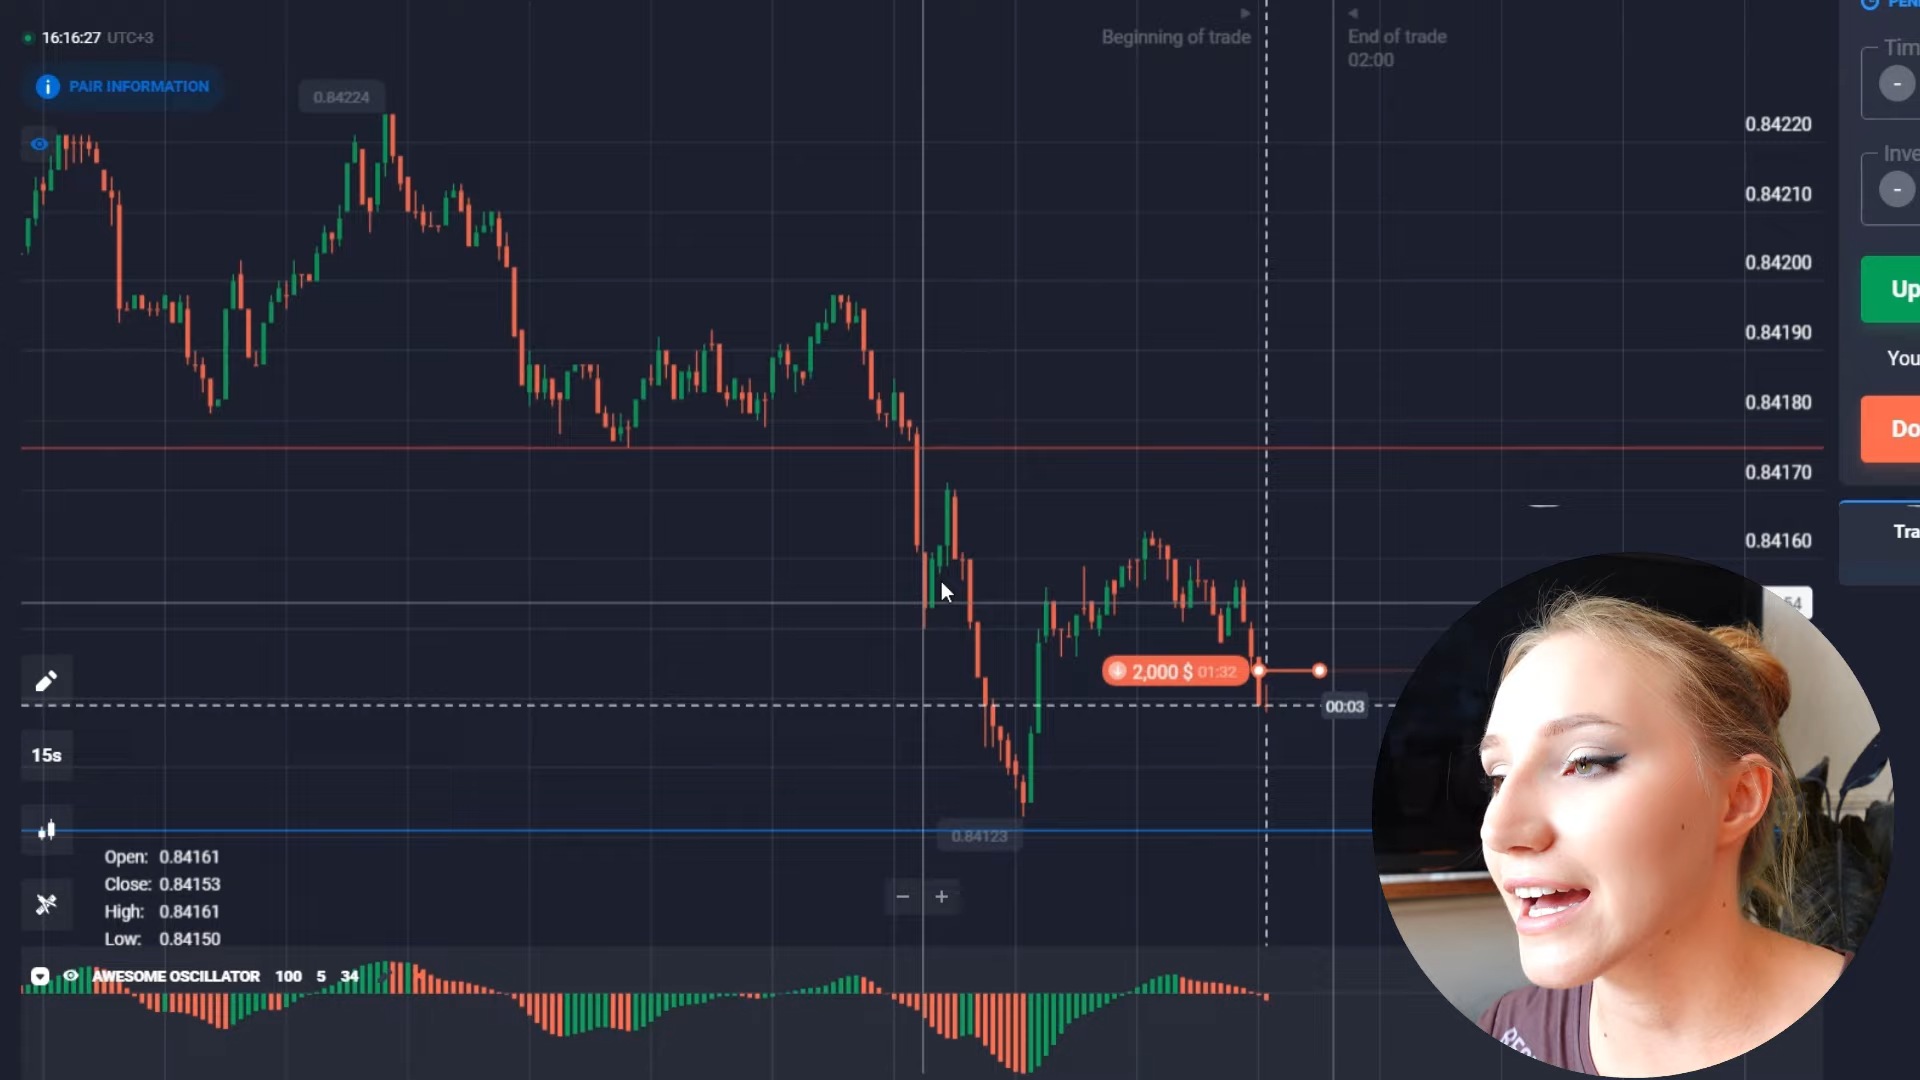 16:16:27 UTC+3
Beginning of trade
End of trade
02:00
PAIR INFORMATION
0.84224
0.84220
0.84210
0.84200
0.84190
0.84180
0.84170
0.84160
54
2,000 $ 01:32
00:03
15s
0.84123
Open: 0.84161
Close: 0.84153
High: 0.84161
Low: 0.84150
AWESOME OSCILLATOR 100 5 34
Tim
-
Inve
-
Up
You
Do
Tra